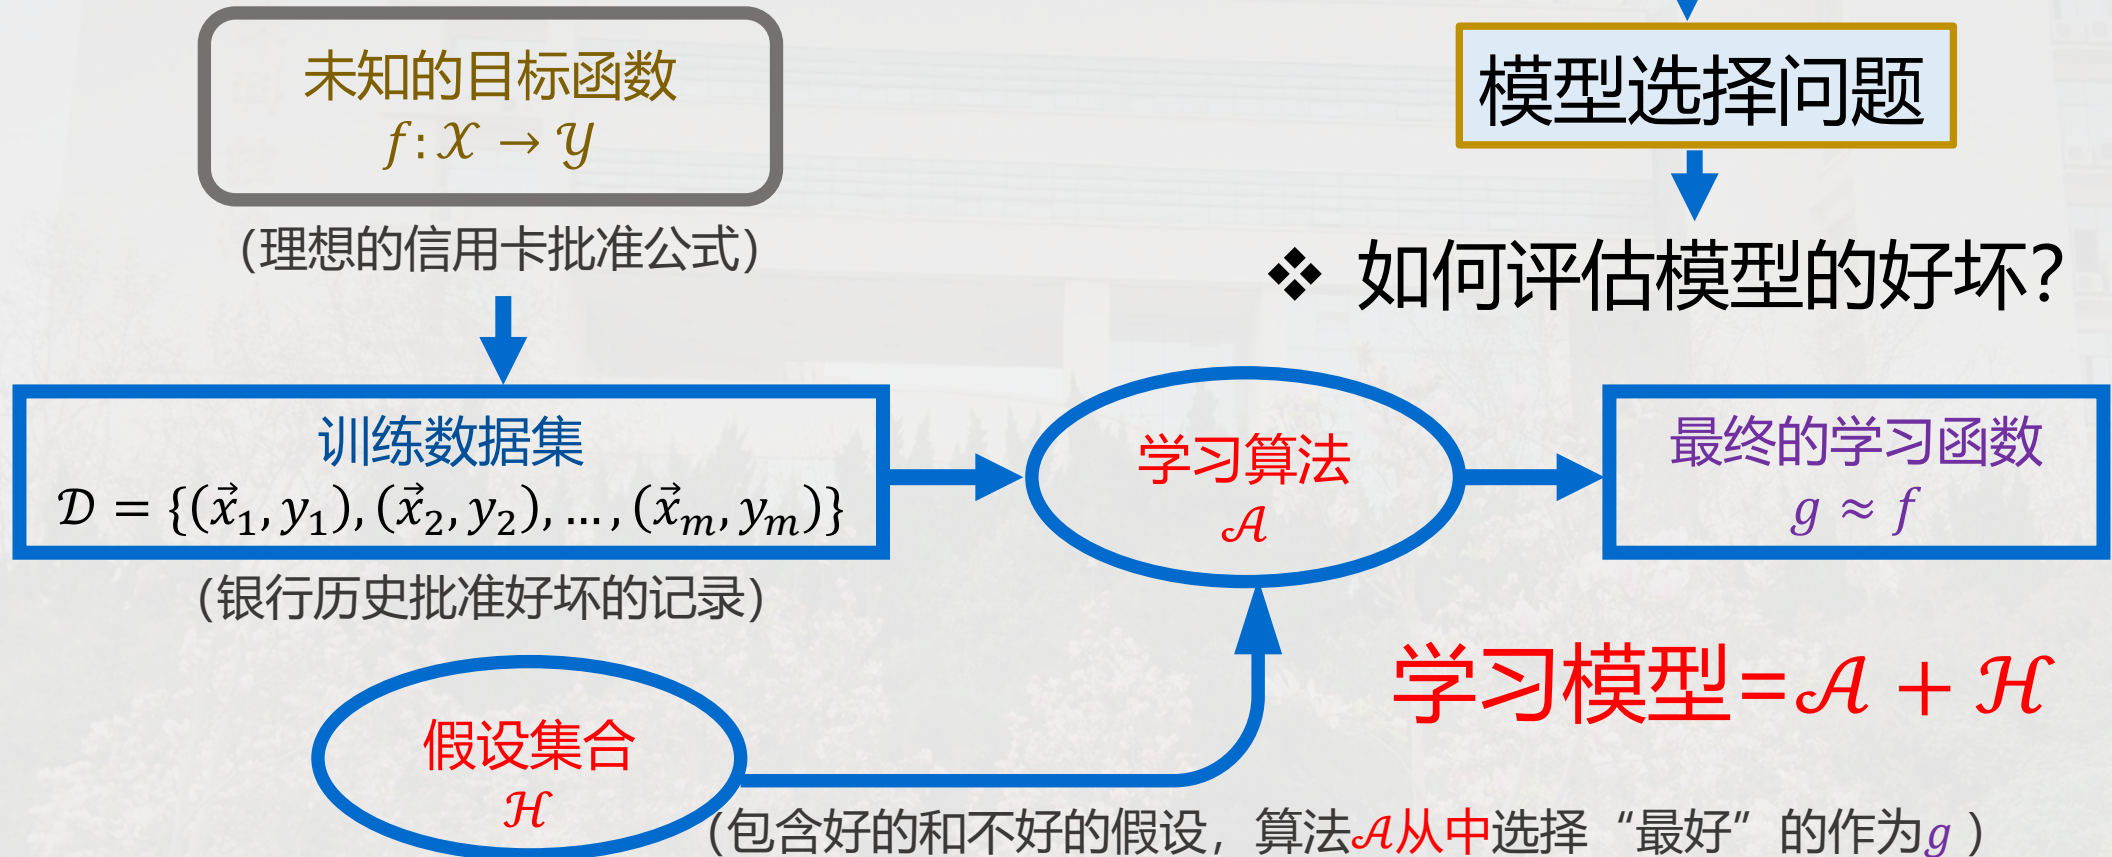 未知的目标函数
f: 𝒳 → 𝒴
(理想的信用卡批准公式)
模型选择问题
❖ 如何评估模型的好坏?
训练数据集
𝒟 = {(x⃗₁, y₁), (x⃗₂, y₂), … , (x⃗ₘ, yₘ)}
(银行历史批准好坏的记录)
学习算法
𝒜
最终的学习函数
g ≈ f
学习模型=𝒜 + ℋ
假设集合
ℋ
(包含好的和不好的假设，算法𝒜从中选择“最好”的作为g )